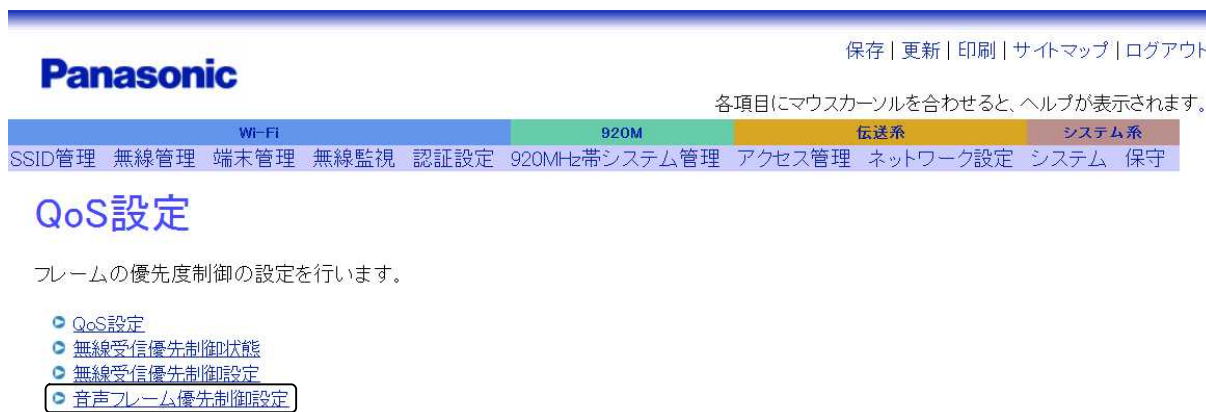 保存 | 更新 | 印刷 | サイトマップ | ログアウト
Panasonic
各項目にマウスカーソルを合わせると、ヘルプが表示されます。
Wi-Fi 920M 伝送系 システム系
SSID管理 無線管理 端末管理 無線監視 認証設定 920MHz帯システム管理 アクセス管理 ネットワーク設定 システム 保守
QoS設定
フレームの優先度制御の設定を行います。
QoS設定
無線受信優先制御状態
無線受信優先制御設定
音声フレーム優先制御設定